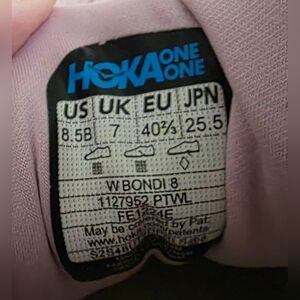 HOKA ONE ONE
US UK EU JPN
8.5B 7 40⅔ 25.5
W BONDI 8
1127952 PTWL
May be covered by Pat.